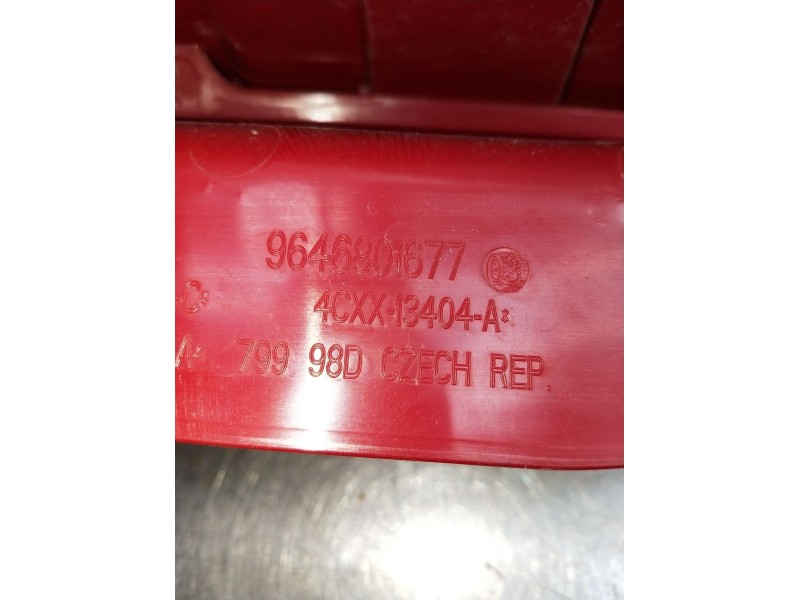 9646801677
-C 4CXX-13404-A
A 799 98D CZECH REP.